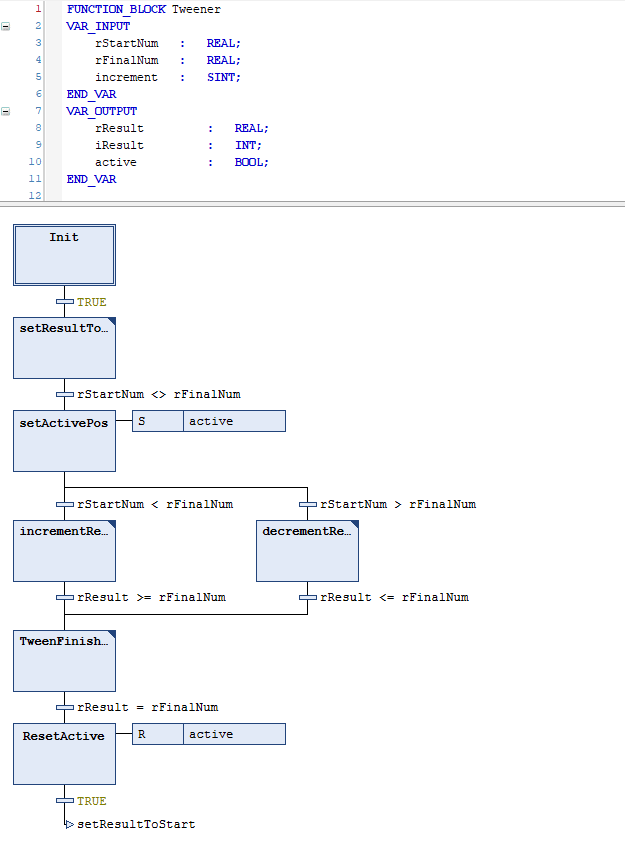 1 FUNCTION_BLOCK Tweener
2 VAR_INPUT
3 rStartNum : REAL;
4 rFinalNum : REAL;
5 increment : SINT;
6 END_VAR
7 VAR_OUTPUT
8 rResult : REAL;
9 iResult : INT;
10 active : BOOL;
11 END_VAR
12
Init
TRUE
setResultTo…
rStartNum <> rFinalNum
setActivePos S active
rStartNum < rFinalNum rStartNum > rFinalNum
incrementRe… decrementRe…
rResult >= rFinalNum rResult <= rFinalNum
TweenFinish…
rResult = rFinalNum
ResetActive R active
TRUE
setResultToStart